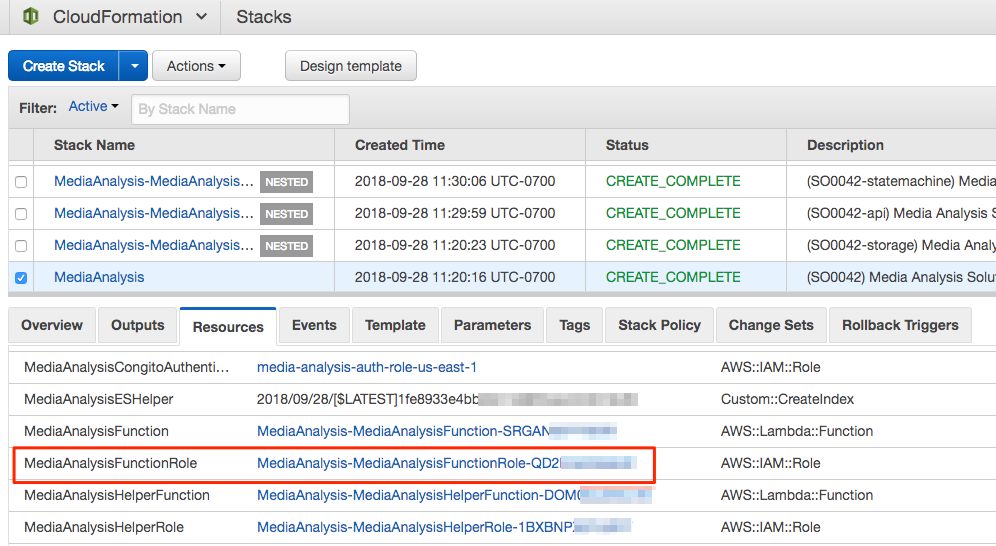 CloudFormation Stacks
Create Stack Actions Design template
Filter: Active By Stack Name
Stack Name Created Time Status Description
MediaAnalysis-MediaAnalysis… NESTED 2018-09-28 11:30:06 UTC-0700 CREATE_COMPLETE (SO0042-statemachine) Media
MediaAnalysis-MediaAnalysis… NESTED 2018-09-28 11:29:59 UTC-0700 CREATE_COMPLETE (SO0042-api) Media Analysis S
MediaAnalysis-MediaAnalysis… NESTED 2018-09-28 11:20:23 UTC-0700 CREATE_COMPLETE (SO0042-storage) Media Analy
MediaAnalysis 2018-09-28 11:20:16 UTC-0700 CREATE_COMPLETE (SO0042) Media Analysis Solu
Overview Outputs Resources Events Template Parameters Tags Stack Policy Change Sets Rollback Triggers
MediaAnalysisCongitoAuthenti… media-analysis-auth-role-us-east-1 AWS::IAM::Role
MediaAnalysisESHelper 2018/09/28/[$LATEST]1fe8933e4bb Custom::CreateIndex
MediaAnalysisFunction MediaAnalysis-MediaAnalysisFunction-SRGAN AWS::Lambda::Function
MediaAnalysisFunctionRole MediaAnalysis-MediaAnalysisFunctionRole-QD2 AWS::IAM::Role
MediaAnalysisHelperFunction MediaAnalysis-MediaAnalysisHelperFunction-DOM AWS::Lambda::Function
MediaAnalysisHelperRole MediaAnalysis-MediaAnalysisHelperRole-1BXBNP AWS::IAM::Role